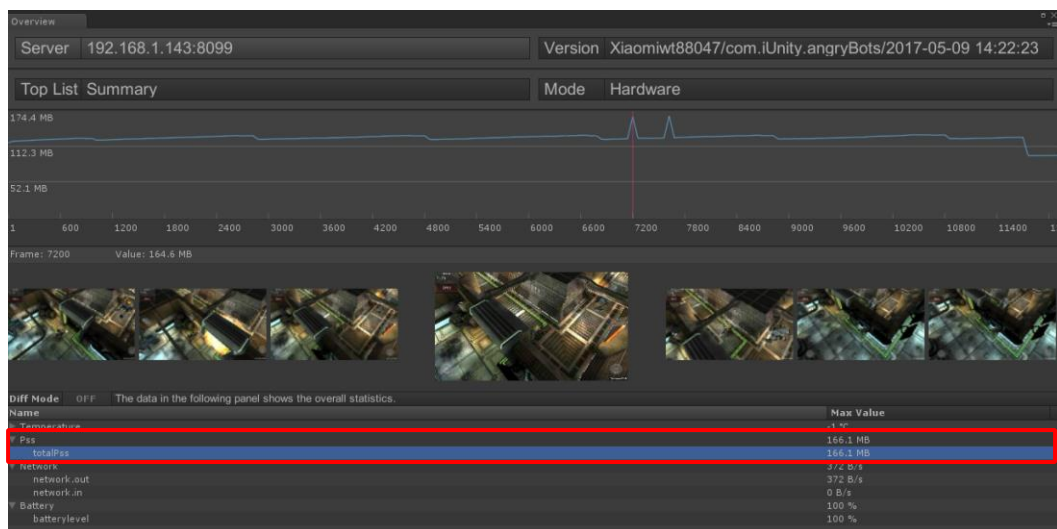 Overview
Server 192.168.1.143:8099 Version Xiaomiwt88047/com.iUnity.angryBots/2017-05-09 14:22:23
Top List Summary Mode Hardware
174.4 MB
112.3 MB
52.1 MB
1 600 1200 1800 2400 3000 3600 4200 4800 5400 6000 6600 7200 7800 8400 9000 9600 10200 10800 11400
Frame: 7200 Value: 164.6 MB
Diff Mode OFF The data in the following panel shows the overall statistics.
Name Max Value
Temperature -1 °C
Pss 166.1 MB
totalPss 166.1 MB
Network 372 B/s
network.out 372 B/s
network.in 0 B/s
Battery 100 %
batterylevel 100 %